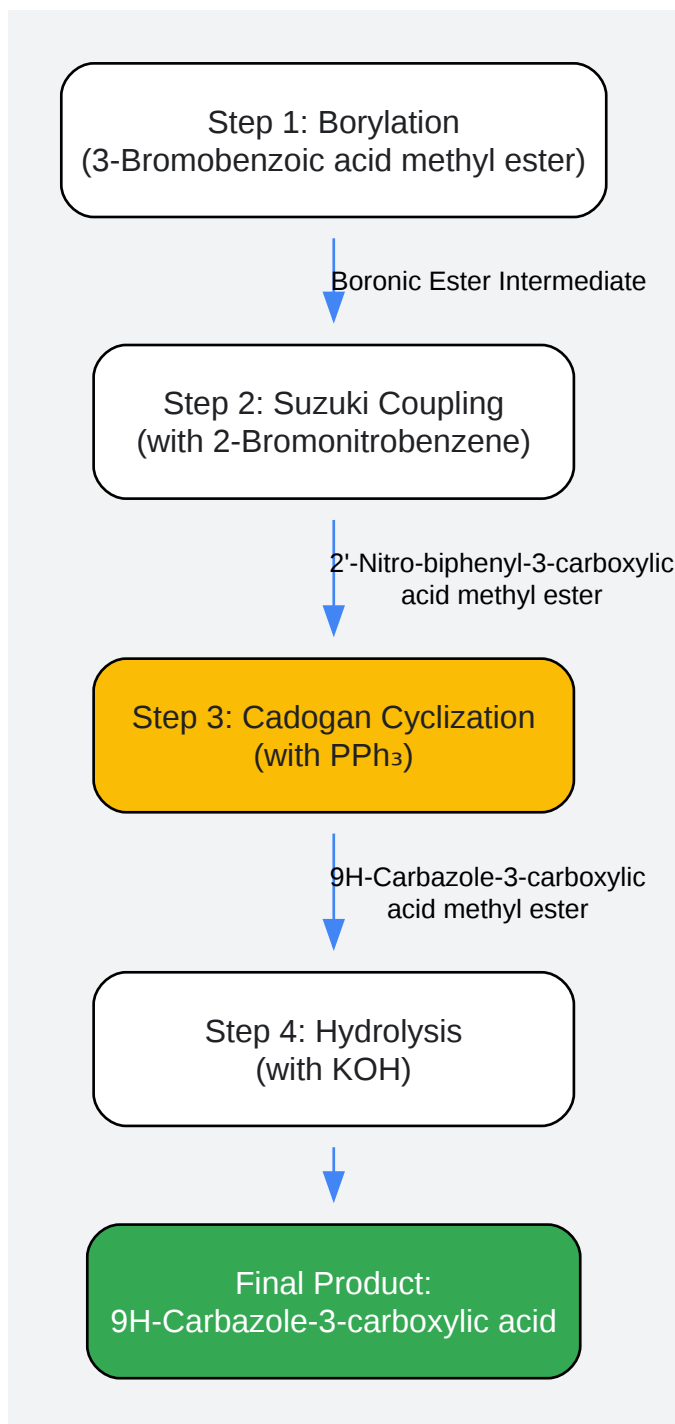 Step 1: Borylation
(3-Bromobenzoic acid methyl ester)
Boronic Ester Intermediate
Step 2: Suzuki Coupling
(with 2-Bromonitrobenzene)
2'-Nitro-biphenyl-3-carboxylic
acid methyl ester
Step 3: Cadogan Cyclization
(with PPh₃)
9H-Carbazole-3-carboxylic
acid methyl ester
Step 4: Hydrolysis
(with KOH)
Final Product:
9H-Carbazole-3-carboxylic acid